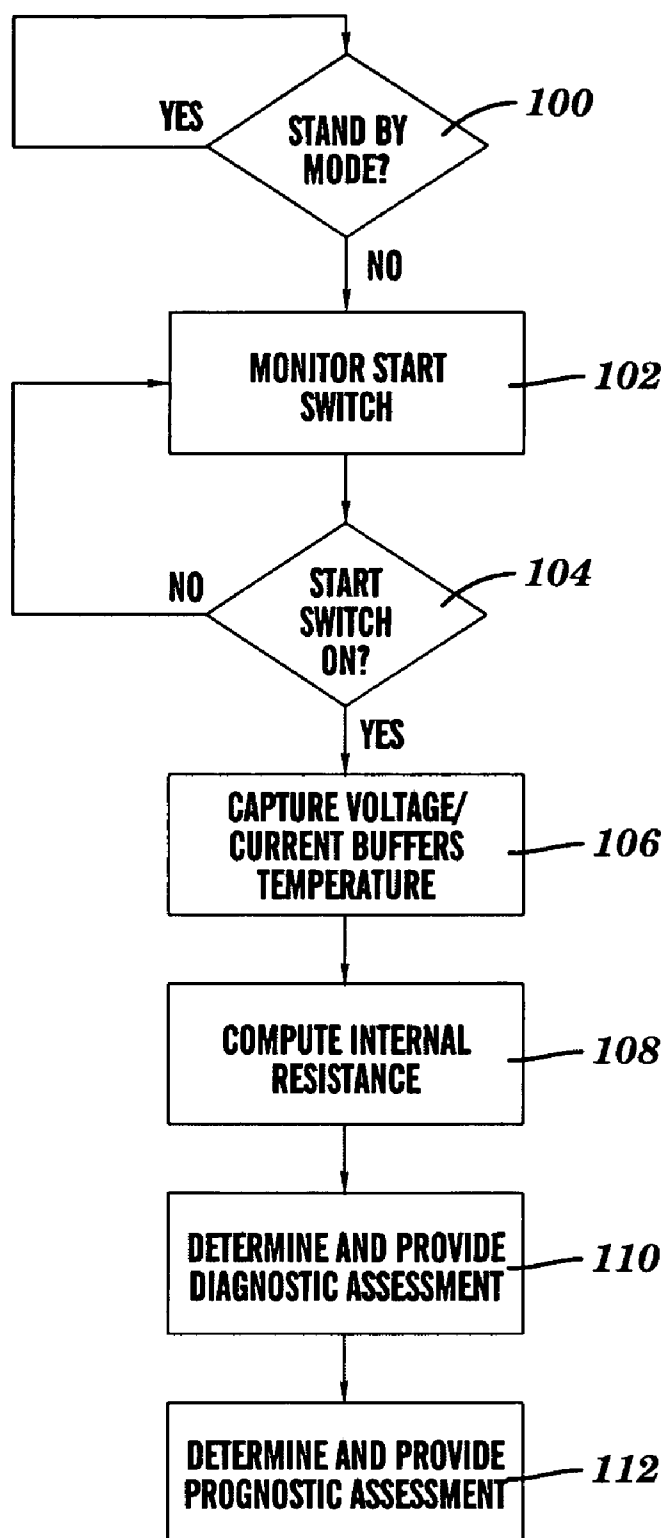 YES
STAND BY
MODE?
100
NO
MONITOR START
SWITCH
102
NO
START
SWITCH
ON?
104
YES
CAPTURE VOLTAGE/
CURRENT BUFFERS
TEMPERATURE
106
COMPUTE INTERNAL
RESISTANCE
108
DETERMINE AND PROVIDE
DIAGNOSTIC ASSESSMENT
110
DETERMINE AND PROVIDE
PROGNOSTIC ASSESSMENT
112